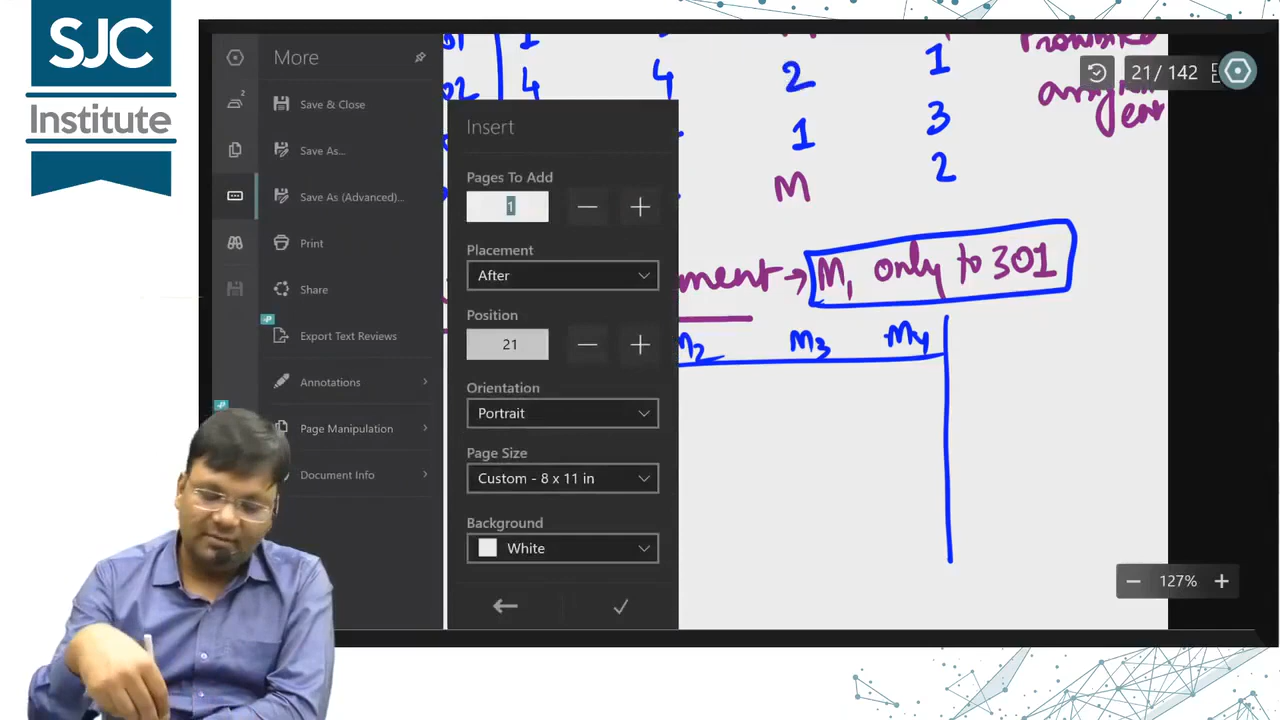 SJC
Institute
More
2
Save & Close
Save As...
Save As (Advanced)...
Print
Share
Export Text Reviews
Annotations
Page Manipulation
Document Info
Insert
Pages To Add
1
Placement
After
Position
21
Orientation
Portrait
Page Size
Custom - 8 x 11 in
Background
White
21 / 142
1
4 4 2 1
1 3
M 2
M1 only to 301
M2 M3 M4
127%